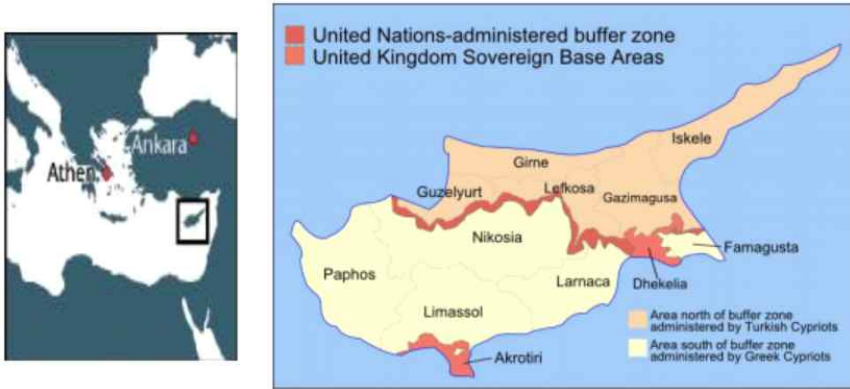 Ankara
Athen
United Nations-administered buffer zone
United Kingdom Sovereign Base Areas
Iskele
Girne
Lefkosa
Guzelyurt
Gazimagusa
Nikosia
Famagusta
Paphos
Larnaca
Dhekelia
Limassol
Area north of buffer zone
administered by Turkish Cypriots
Area south of buffer zone
administered by Greek Cypriots
Akrotiri